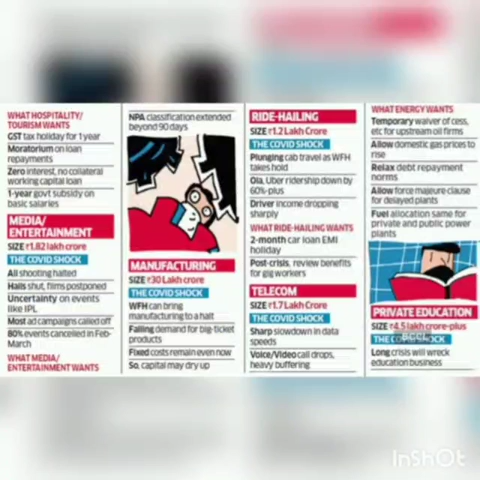 WHAT HOSPITALITY/
TOURISM WANTS
GST tax holiday for 1 year
Moratorium on loan
repayments
Zero interest, no collateral
working capital loan
1-year govt subsidy on
basic salaries
MEDIA/
ENTERTAINMENT
SIZE ₹1.82 lakh crore
THE COVID SHOCK
All shooting halted
Halls shut, films postponed
Uncertainty on events
like IPL
Most ad campaigns called off
80% events cancelled in Feb-
March
WHAT MEDIA/
ENTERTAINMENT WANTS
NPA classification extended
beyond 90 days
MANUFACTURING
SIZE ₹30 Lakh crore
THE COVID SHOCK
WFH can bring
manufacturing to a halt
Falling demand for big-ticket
products
Fixed costs remain even now
So, capital may dry up
RIDE-HAILING
SIZE ₹1.2 Lakh Crore
THE COVID SHOCK
Plunging cab travel as WFH
takes hold
Ola, Uber ridership down by
60%-plus
Driver income dropping
sharply
WHAT RIDE-HAILING WANTS
2-month car loan EMI
holiday
Post-crisis, review benefits
for gig workers
TELECOM
SIZE ₹1.7 Lakh Crore
THE COVID SHOCK
Sharp slowdown in data
speeds
Voice/Video call drops,
heavy buffering
WHAT ENERGY WANTS
Temporary waiver of cess,
etc for upstream oil firms
Allow domestic gas prices to
rise
Relax debt repayment
norms
Allow force majeure clause
for delayed plants
Fuel allocation same for
private and public power
plants
PRIVATE EDUCATION
SIZE ₹4.5 lakh crore-plus
THE COVID SHOCK
Long crisis will wreck
education business
InShOt